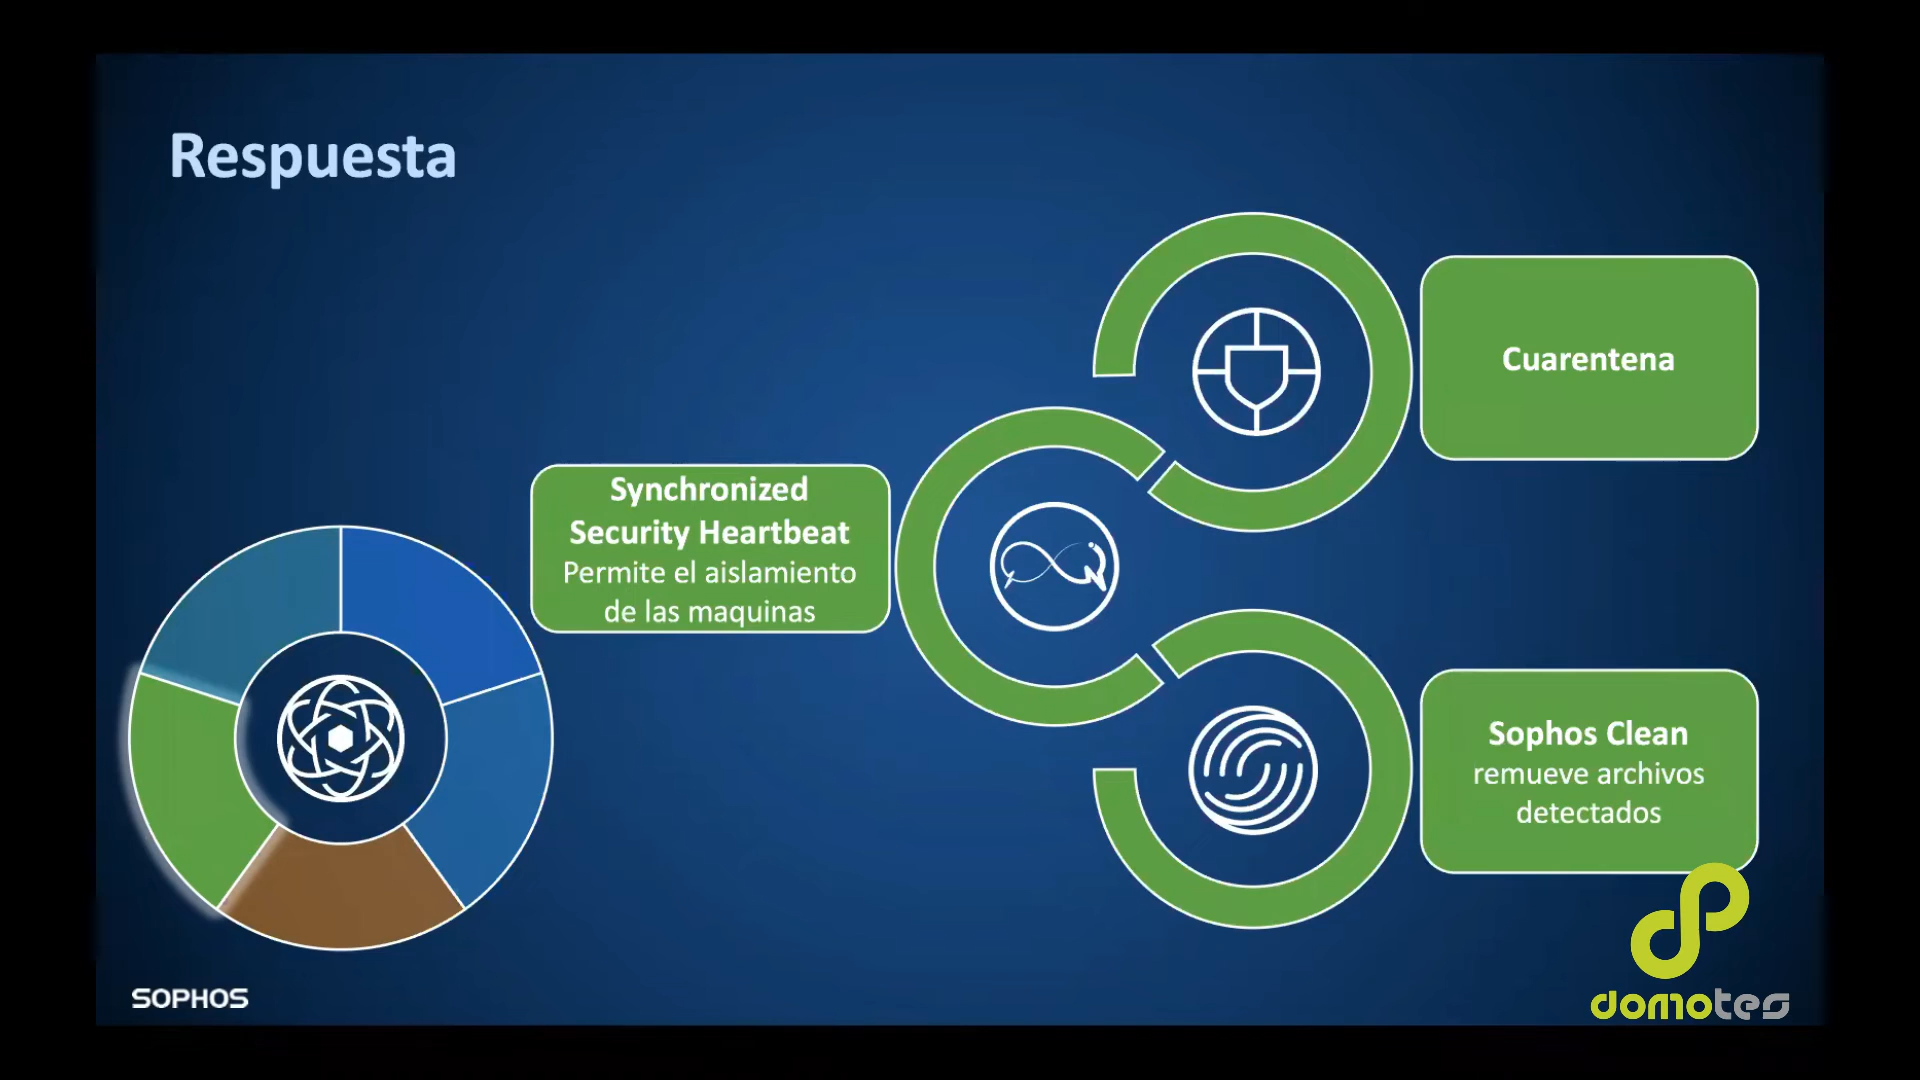 Respuesta
Cuarentena
Synchronized
Security Heartbeat
Permite el aislamiento
de las maquinas
Sophos Clean
remueve archivos
detectados
SOPHOS
domotes